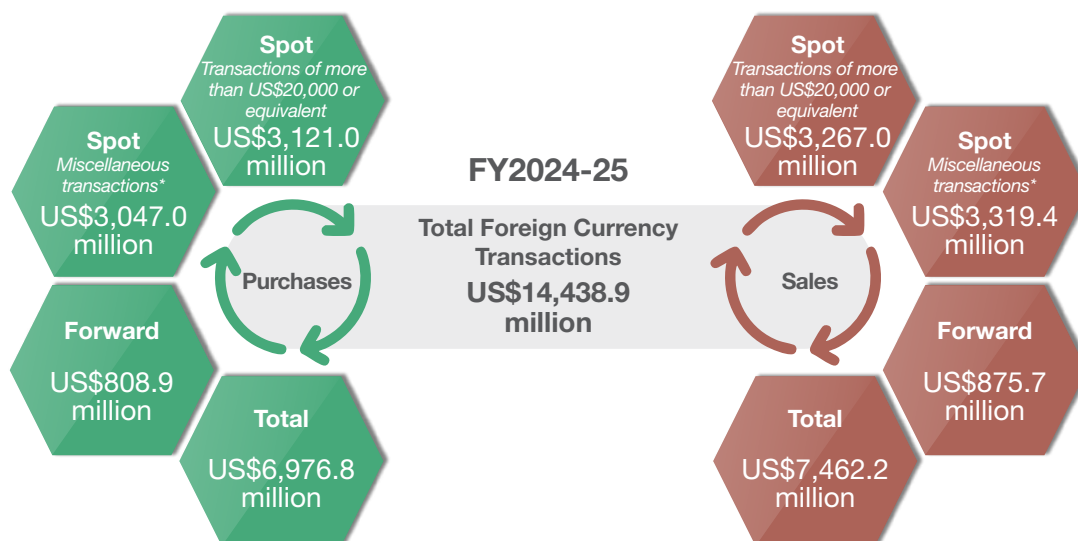 Spot
Transactions of more
than US$20,000 or
equivalent
US$3,121.0
million
Spot
Miscellaneous
transactions*
US$3,047.0
million
Forward
US$808.9
million
Total
US$6,976.8
million
Purchases
FY2024-25
Total Foreign Currency
Transactions
US$14,438.9
million
Spot
Transactions of more
than US$20,000 or
equivalent
US$3,267.0
million
Spot
Miscellaneous
transactions*
US$3,319.4
million
Sales
Forward
US$875.7
million
Total
US$7,462.2
million